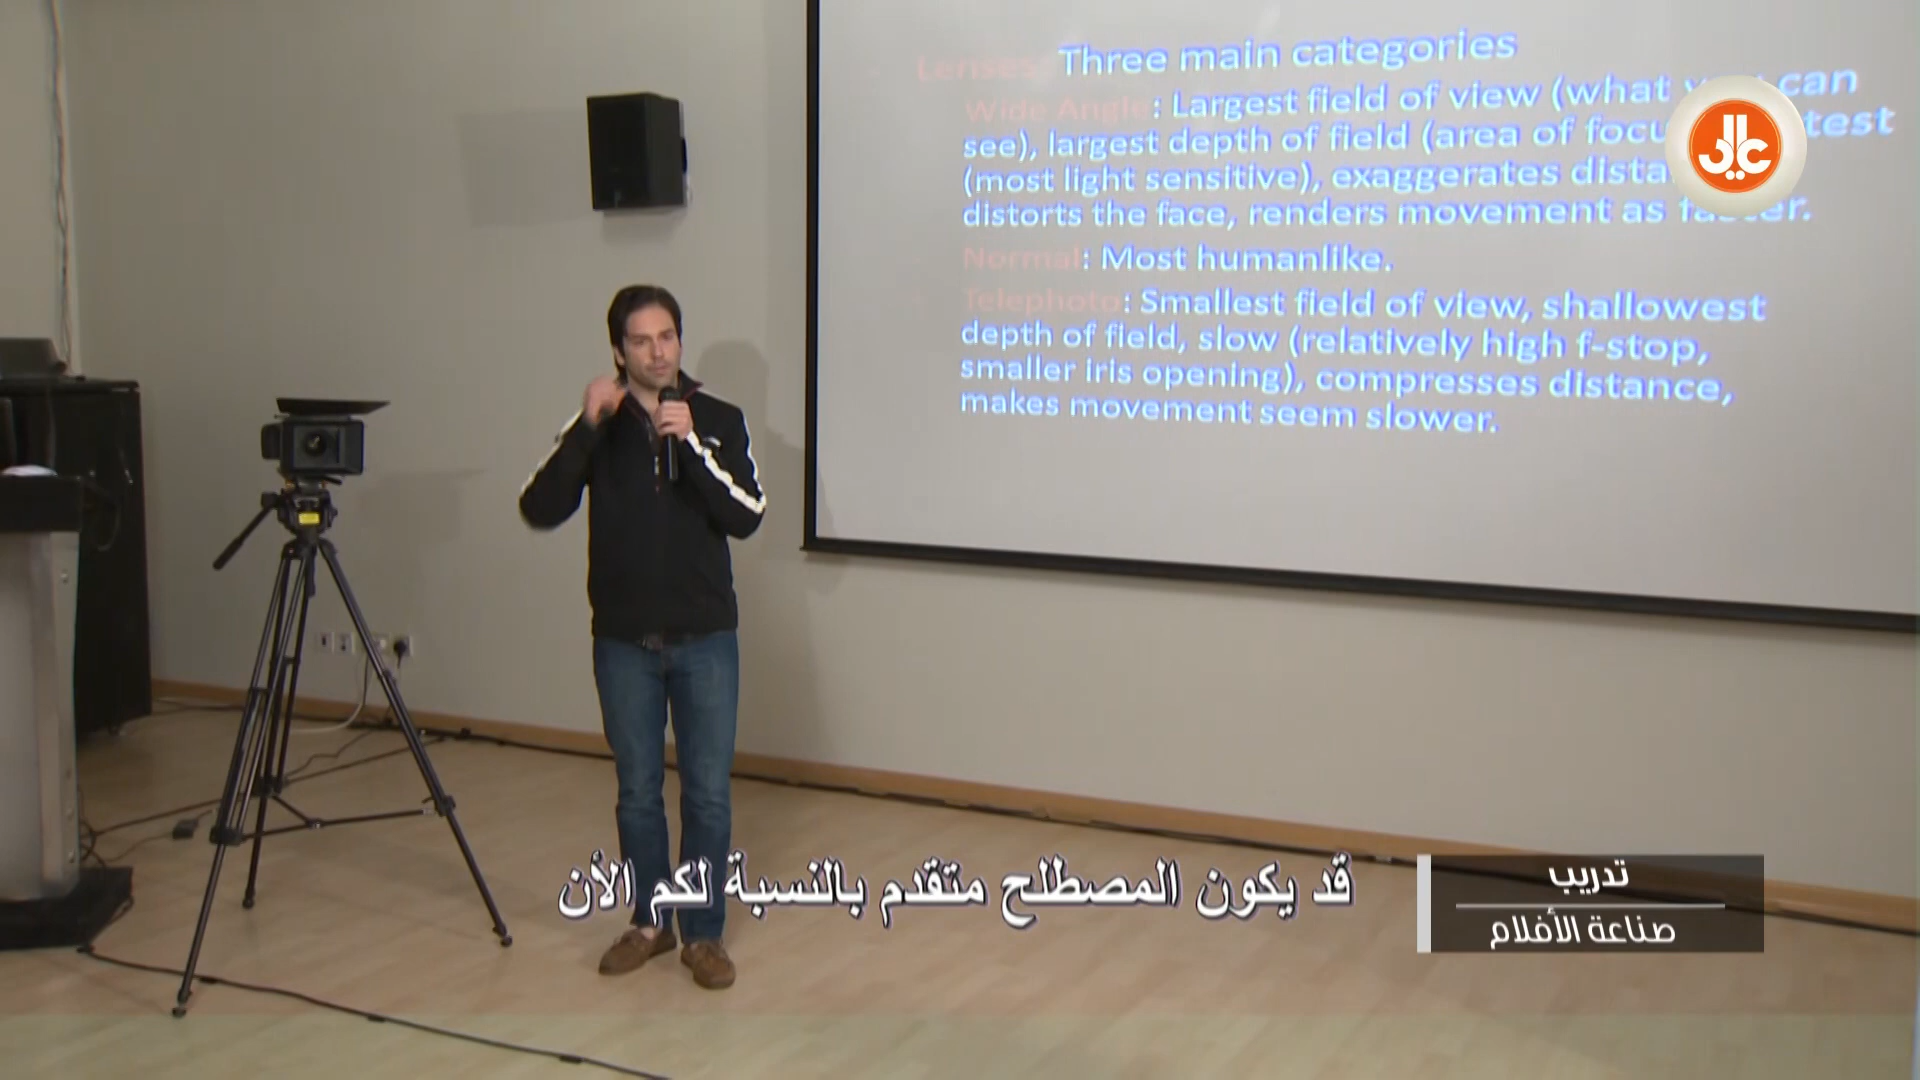 Lenses: Three main categories
Wide Angle: Largest field of view (what you can
see), largest depth of field (area of focus
test
(most light sensitive), exaggerates
distorts the face, renders movement as faster.
Normal: Most humanlike.
Telephoto: Smallest field of view, shallowest
depth of field, slow (relatively high f-stop,
smaller iris opening), compresses distance,
makes movement seem slower.
قد يكون المصطلح متقدم بالنسبة لكم الأن
تدريب
صناعة الأفلام